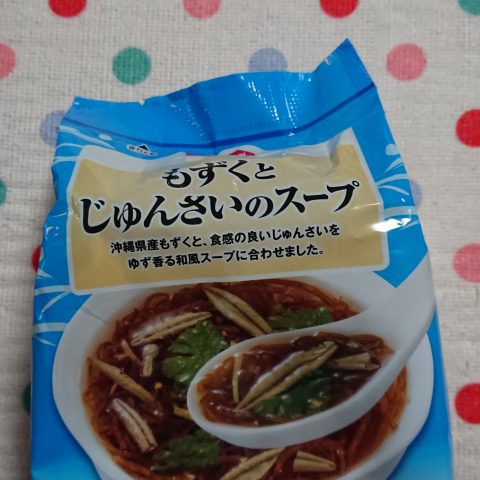 もずくと
じゅんさいのスープ
沖縄県産もずくと、食感の良いじゅんさいを
ゆず香る和風スープに合わせました。